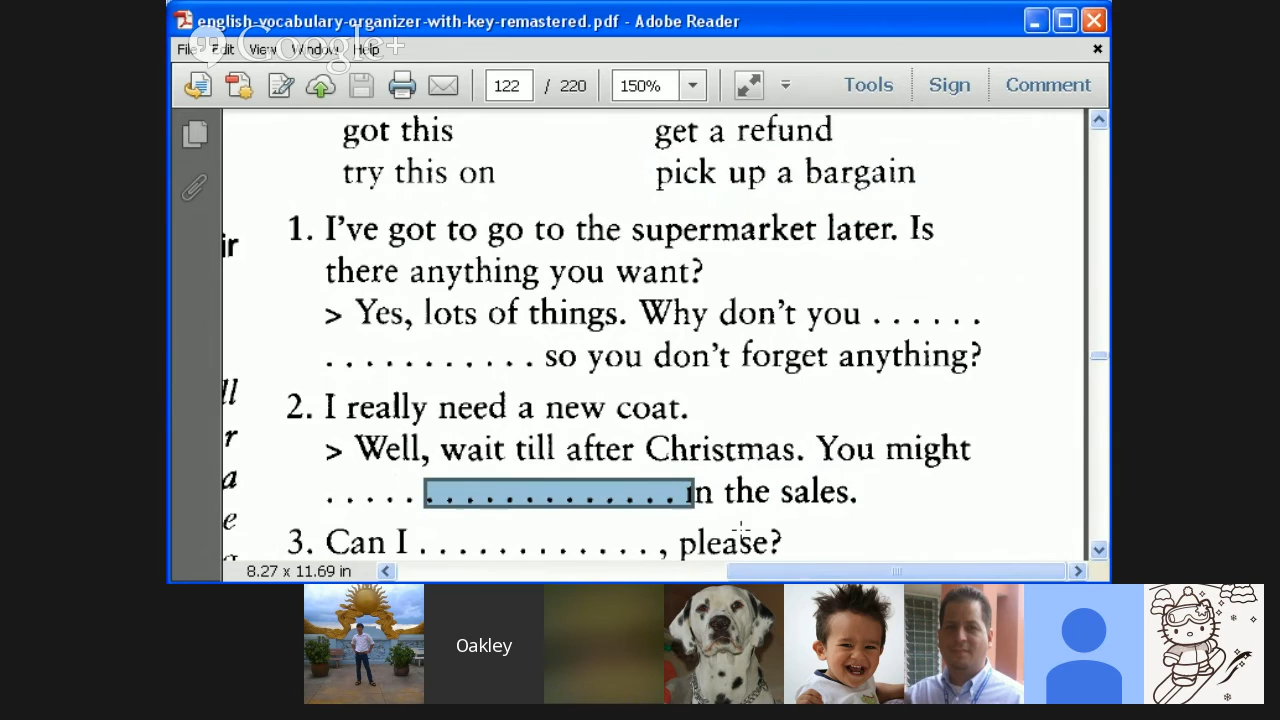 english-vocabulary-organizer-with-key-remastered.pdf - Adobe Reader
Google+
File Edit View Window Help
122 / 220 150% Tools Sign Comment
got this get a refund
try this on pick up a bargain
1. I've got to go to the supermarket later. Is
there anything you want?
> Yes, lots of things. Why don't you . . . . . .
. . . . . . . . . . . so you don't forget anything?
2. I really need a new coat.
> Well, wait till after Christmas. You might
. . . . . . . . . . . . . . . . . . in the sales.
3. Can I . . . . . . . . . . . . . , please?
ir
ll
r
a
e
8.27 x 11.69 in
Oakley